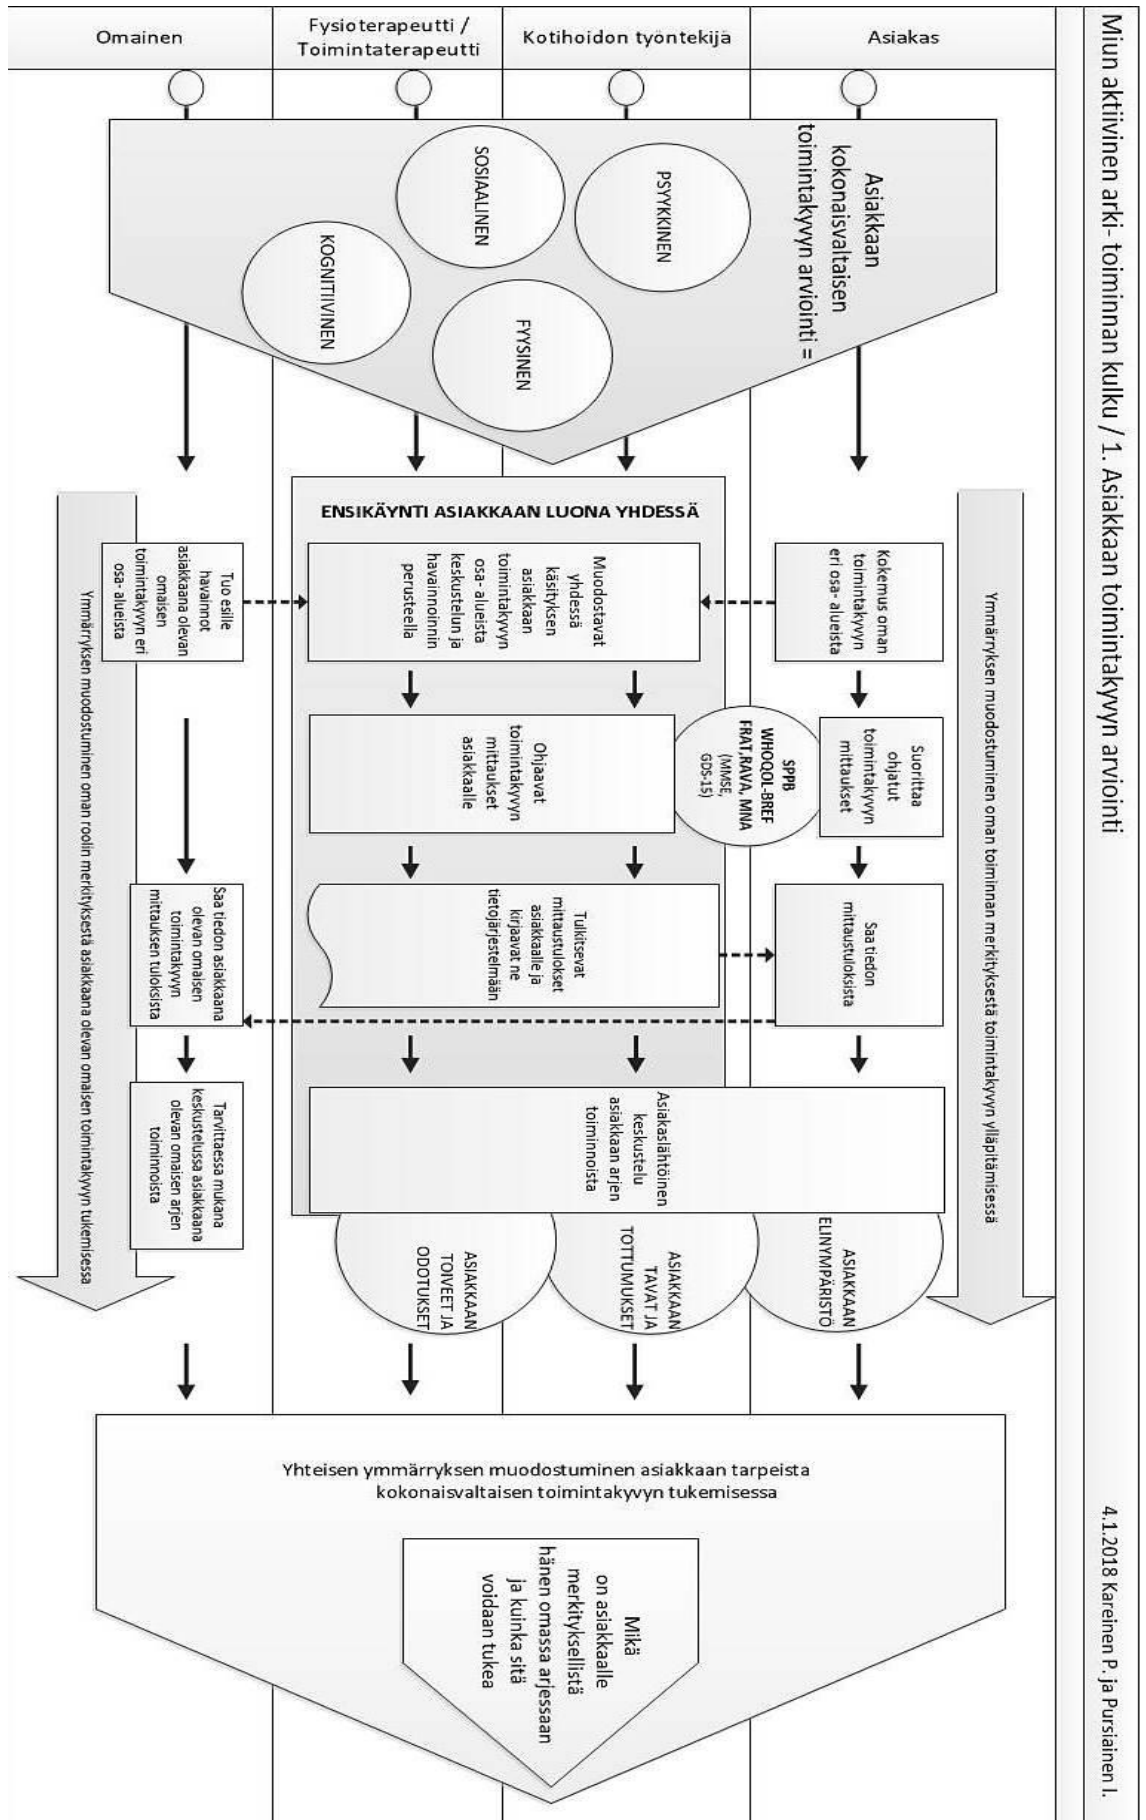 Miun aktiivinen arki- toiminnan kulku / 1. Asiakkaan toimintakyvyn arviointi
4.1.2018 Kareinen P. ja Pursiainen I.
Asiakas
Kotihoidon työntekijä
Fysioterapeutti /
Toimintaterapeutti
Omainen
Asiakkaan
kokonaisvaltaisen
toimintakyvyn arviointi =
PSYYKKINEN
SOSIAALINEN
FYYSINEN
KOGNITIIVINEN
Ymmärryksen muodostuminen oman toiminnan merkityksestä toimintakyvyn ylläpitämisessä
Kokemus oman
toimintakyvyn
eri osa- alueista
Suorittaa
ohjatut
toimintakyvyn
mittaukset
Saa tiedon
mittaustuloksista
ENSIKÄYNTI ASIAKKAAN LUONA YHDESSÄ
Muodostavat
yhdessä
käsityksen
asiakkaan
toimintakyvyn
osa- alueista
keskustelun ja
havainnoinnin
perusteella
SPPB
WHOQOL-BREF
FRAT,RAVA, MNA
(MMSE,
GDS-15)
Ohjaavat
toimintakyvyn
mittaukset
asiakkaalle
Tulkitsevat
mittaustulokset
asiakkaalle ja
kirjaavat ne
tietojärjestelmään
Asiakaslähtöinen
keskustelu
asiakkaan arjen
toiminnoista
ASIAKKAAN
ELINYMPÄRISTÖ
ASIAKKAAN
TAVAT JA
TOTTUMUKSET
ASIAKKAAN
TOIVEET JA
ODOTUKSET
Tuo esille
havainnot
asiakkaana olevan
omaisen
toimintakyvyn eri
osa- alueista
Saa tiedon asiakkaana
olevan omaisen
toimintakyvyn
mittauksen tuloksista
Tarvittaessa mukana
keskustelussa asiakkaana
olevan omaisen arjen
toiminnoista
Ymmärryksen muodostuminen oman roolin merkityksestä asiakkaana olevan omaisen toimintakyvyn tukemisessa
Yhteisen ymmärryksen muodostuminen asiakkaan tarpeista
kokonaisvaltaisen toimintakyvyn tukemisessa
Mikä
on asiakkaalle
merkityksellistä
hänen omassa arjessaan
ja kuinka sitä
voidaan tukea